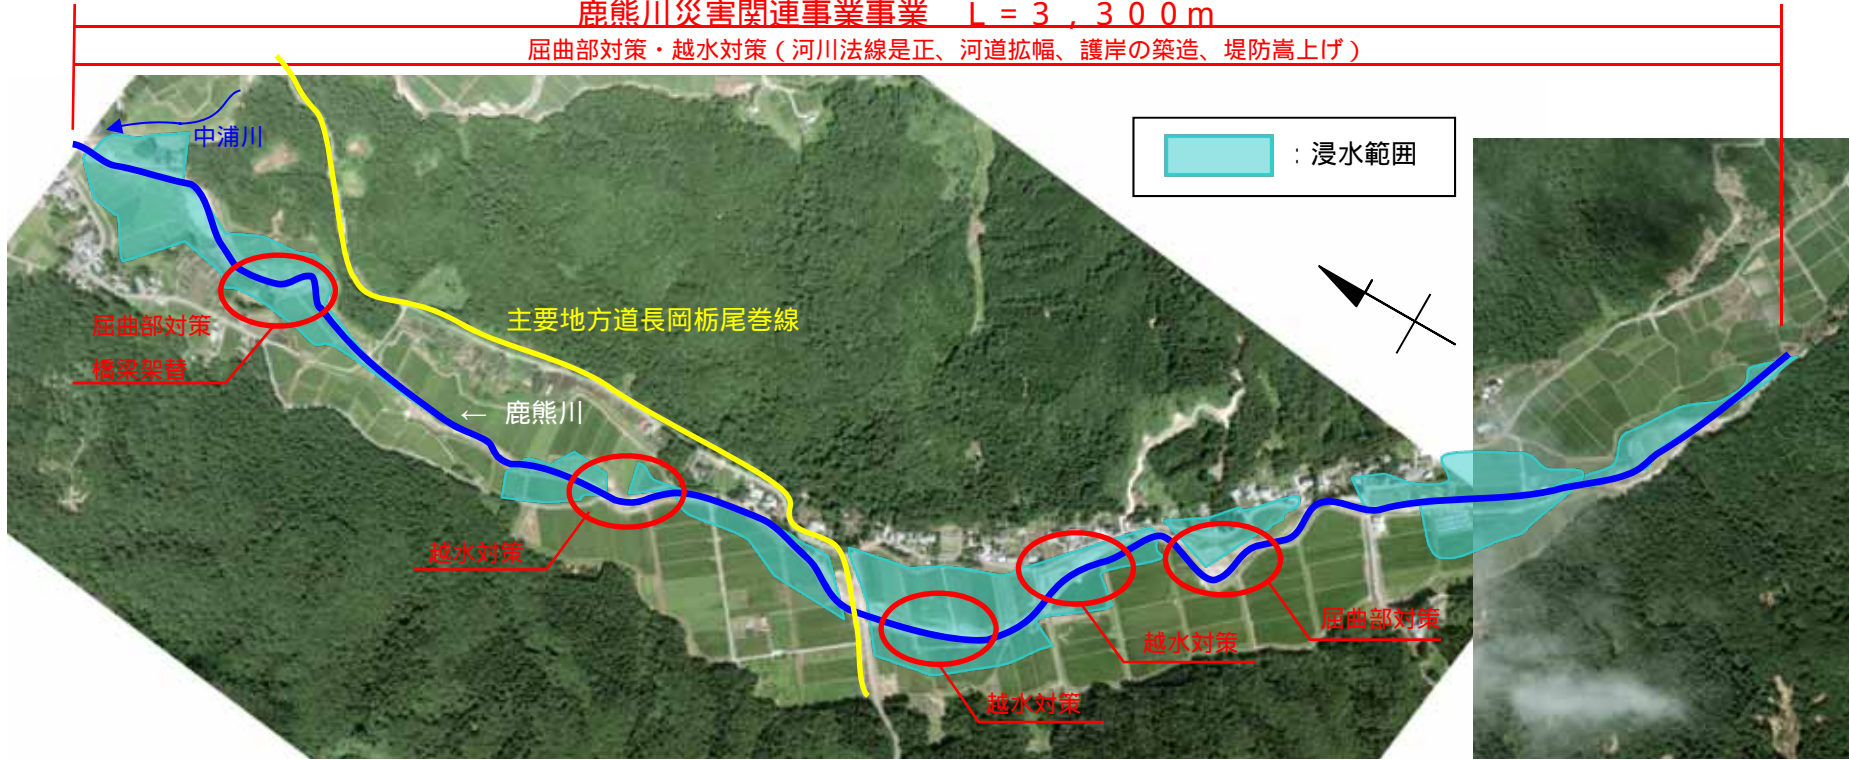 鹿熊川災害関連事業事業　Ｌ＝３，３００ｍ
屈曲部対策・越水対策（河川法線是正、河道拡幅、護岸の築造、堤防嵩上げ）
中浦川
：浸水範囲
主要地方道長岡栃尾巻線
屈曲部対策
橋梁架替
← 鹿熊川
越水対策
屈曲部対策
越水対策
越水対策